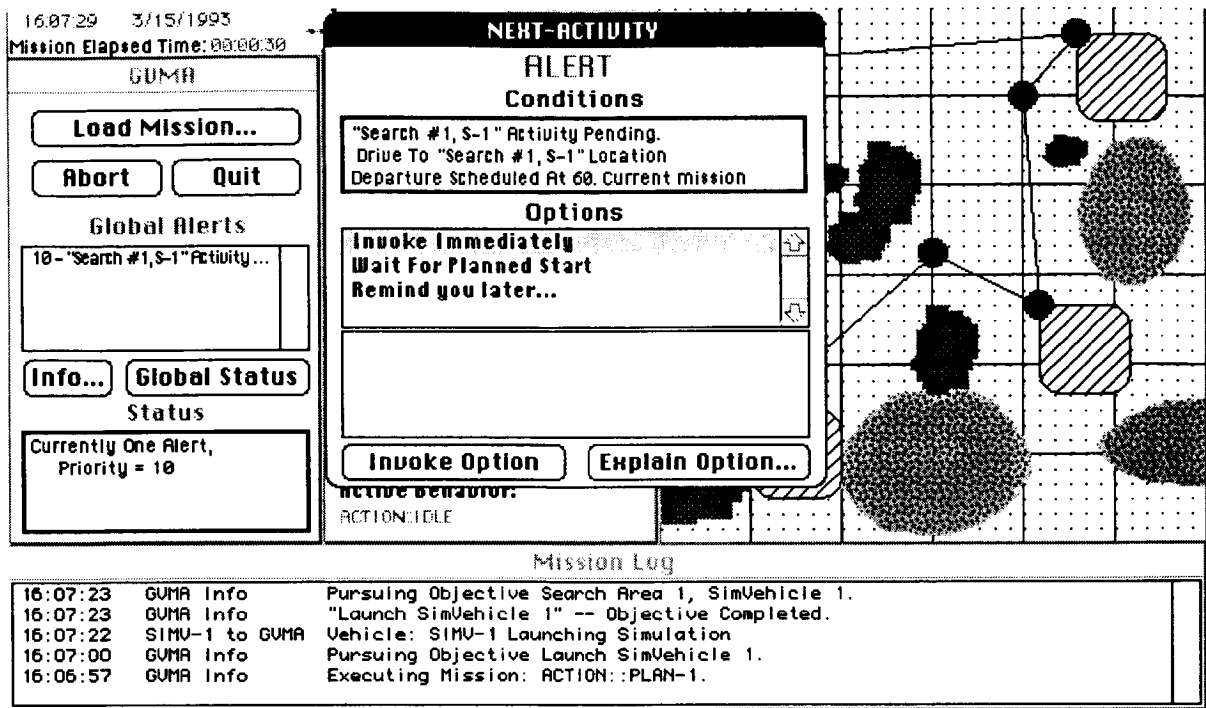 16:07:29 3/15/1993
Mission Elapsed Time: 00:00:30
GVMA
Load Mission...
Abort
Quit
Global Alerts
10-"Search #1,S-1" Activity...
Info...
Global Status
Status
Currently One Alert,
Priority = 10
NEXT-ACTIVITY
ALERT
Conditions
"Search #1, S-1" Activity Pending.
Drive To "Search #1, S-1" Location
Departure Scheduled At 60. Current mission
Options
Invoke Immediately
Wait For Planned Start
Remind you later...
Invoke Option
Explain Option...
Active Behavior:
ACTION::IDLE
Mission Log
16:07:23 GVMA Info Pursuing Objective Search Area 1, SimVehicle 1.
16:07:23 GVMA Info "Launch SimVehicle 1" -- Objective Completed.
16:07:22 SIMV-1 to GVMA Vehicle: SIMV-1 Launching Simulation
16:07:00 GVMA Info Pursuing Objective Launch SimVehicle 1.
16:06:57 GVMA Info Executing Mission: ACTION::PLAN-1.